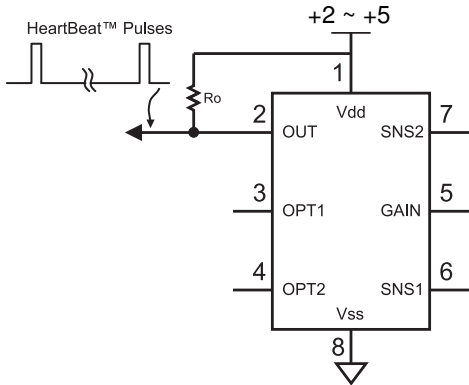 HeartBeat™ Pulses
+2 ~ +5
1
Ro
2
Vdd
7
OUT
SNS2
3
5
OPT1
GAIN
4
6
OPT2
SNS1
Vss
8